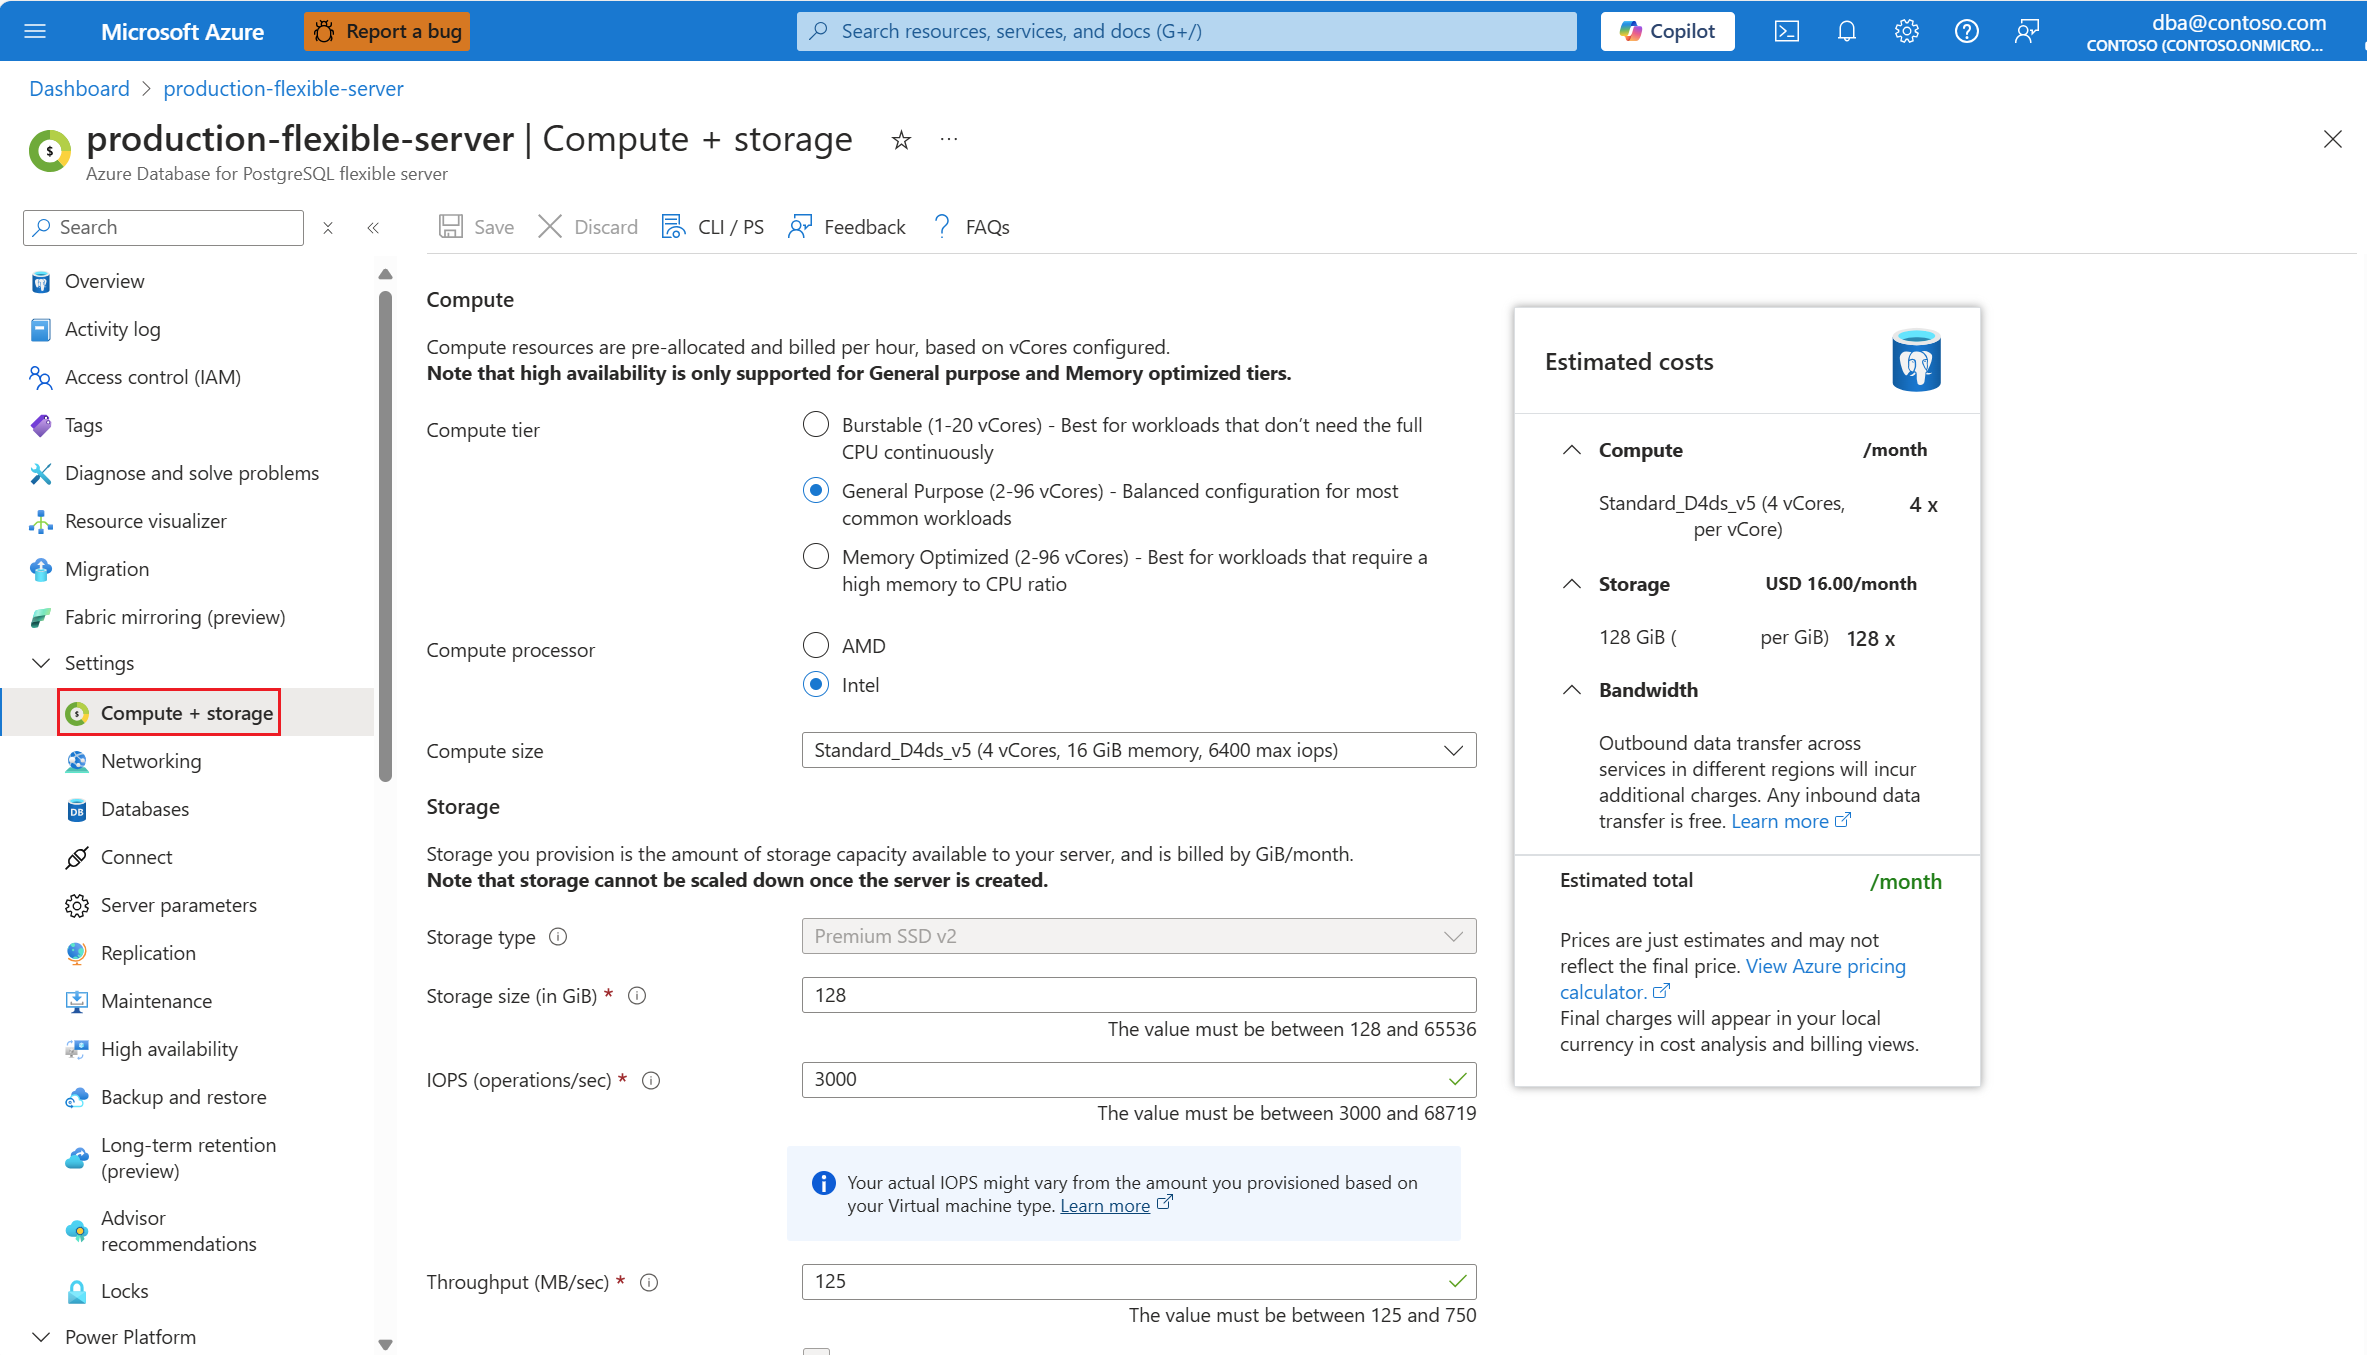 Microsoft Azure
Report a bug
Search resources, services, and docs (G+/)
Copilot
dba@contoso.com
CONTOSO (CONTOSO.ONMICRO...
Dashboard > production-flexible-server
production-flexible-server | Compute + storage
Azure Database for PostgreSQL flexible server
Search
Save
Discard
CLI / PS
Feedback
FAQs
Overview
Activity log
Access control (IAM)
Tags
Diagnose and solve problems
Resource visualizer
Migration
Fabric mirroring (preview)
Settings
Compute + storage
Networking
Databases
Connect
Server parameters
Replication
Maintenance
High availability
Backup and restore
Long-term retention
(preview)
Advisor
recommendations
Locks
Power Platform
Compute
Compute resources are pre-allocated and billed per hour, based on vCores configured.
Note that high availability is only supported for General purpose and Memory optimized tiers.
Compute tier
Burstable (1-20 vCores) - Best for workloads that don't need the full
CPU continuously
General Purpose (2-96 vCores) - Balanced configuration for most
common workloads
Memory Optimized (2-96 vCores) - Best for workloads that require a
high memory to CPU ratio
Compute processor
AMD
Intel
Compute size
Standard_D4ds_v5 (4 vCores, 16 GiB memory, 6400 max iops)
Storage
Storage you provision is the amount of storage capacity available to your server, and is billed by GiB/month.
Note that storage cannot be scaled down once the server is created.
Storage type
Premium SSD v2
Storage size (in GiB) *
128
The value must be between 128 and 65536
IOPS (operations/sec) *
3000
The value must be between 3000 and 68719
Your actual IOPS might vary from the amount you provisioned based on
your Virtual machine type. Learn more
Throughput (MB/sec) *
125
The value must be between 125 and 750
Estimated costs
Compute /month
Standard_D4ds_v5 (4 vCores, 4 x
per vCore)
Storage USD 16.00/month
128 GiB ( per GiB) 128 x
Bandwidth
Outbound data transfer across
services in different regions will incur
additional charges. Any inbound data
transfer is free. Learn more
Estimated total /month
Prices are just estimates and may not
reflect the final price. View Azure pricing
calculator.
Final charges will appear in your local
currency in cost analysis and billing views.